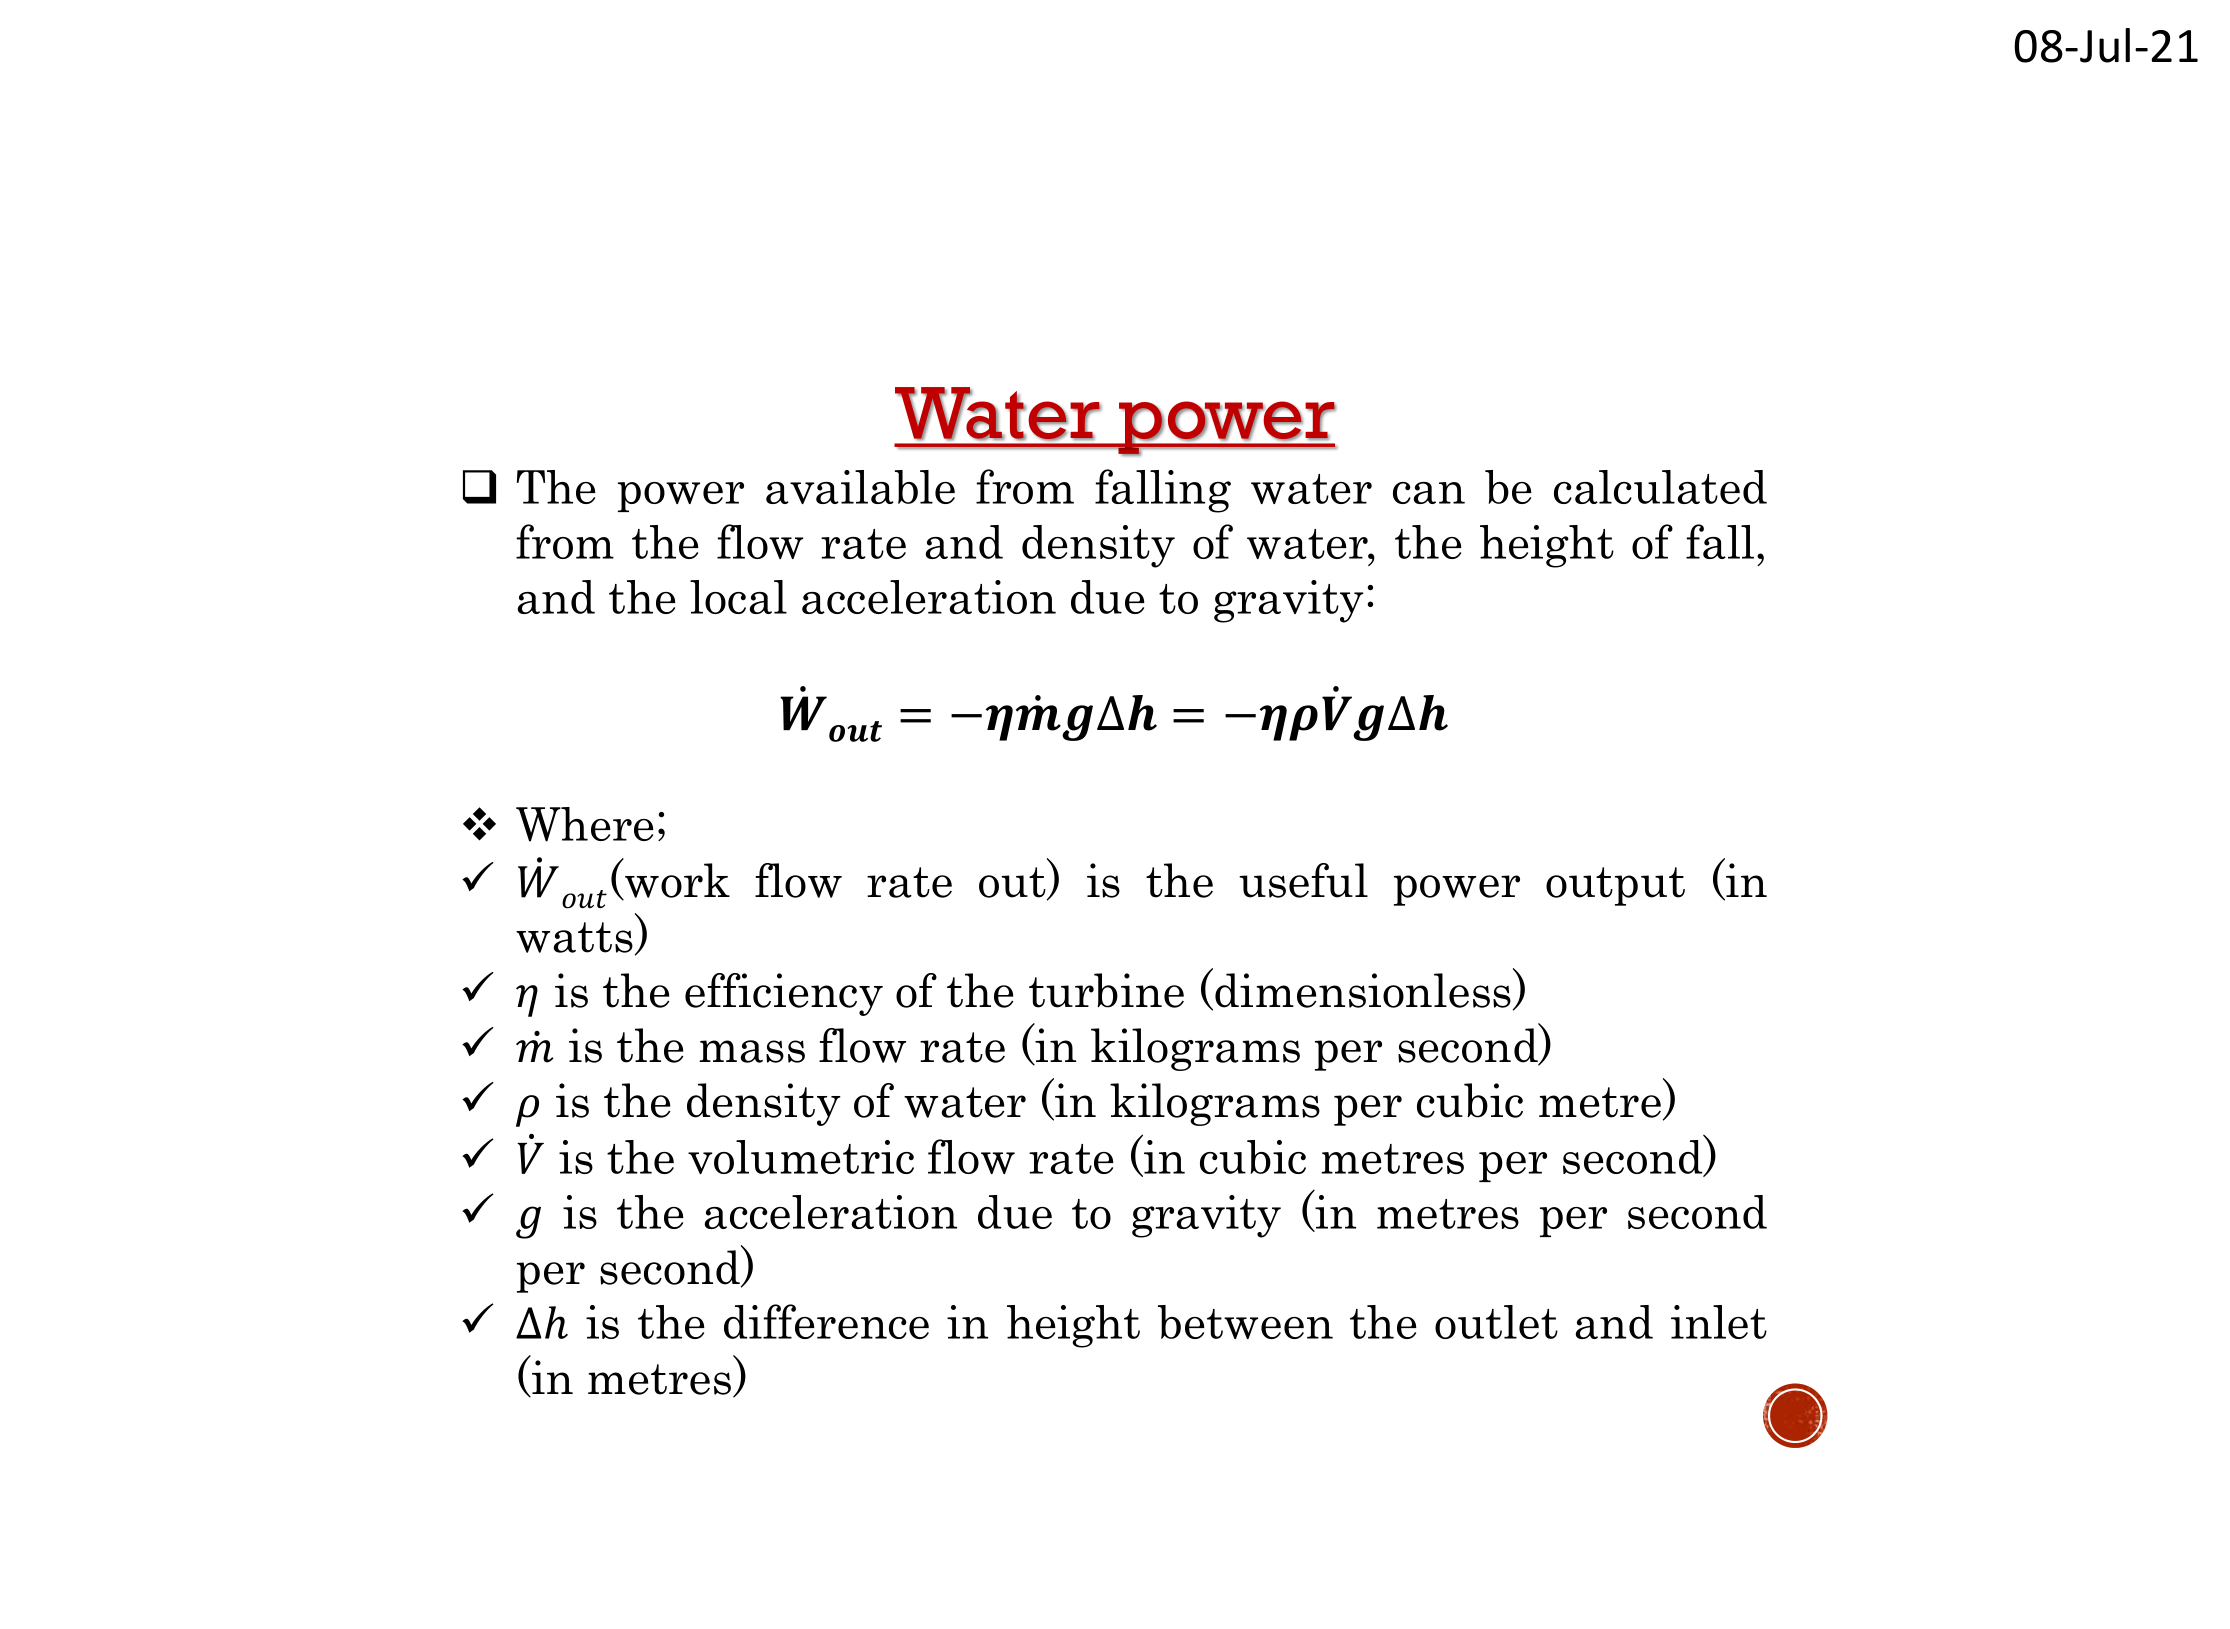 08-Jul-21
Water power
❑ The power available from falling water can be calculated
from the flow rate and density of water, the height of fall,
and the local acceleration due to gravity:
Ẇ_out = −ηṁgΔh = −ηρV̇gΔh
❖ Where;
✓ Ẇ_out(work flow rate out) is the useful power output (in
watts)
✓ η is the efficiency of the turbine (dimensionless)
✓ ṁ is the mass flow rate (in kilograms per second)
✓ ρ is the density of water (in kilograms per cubic metre)
✓ V̇ is the volumetric flow rate (in cubic metres per second)
✓ g is the acceleration due to gravity (in metres per second
per second)
✓ Δh is the difference in height between the outlet and inlet
(in metres)